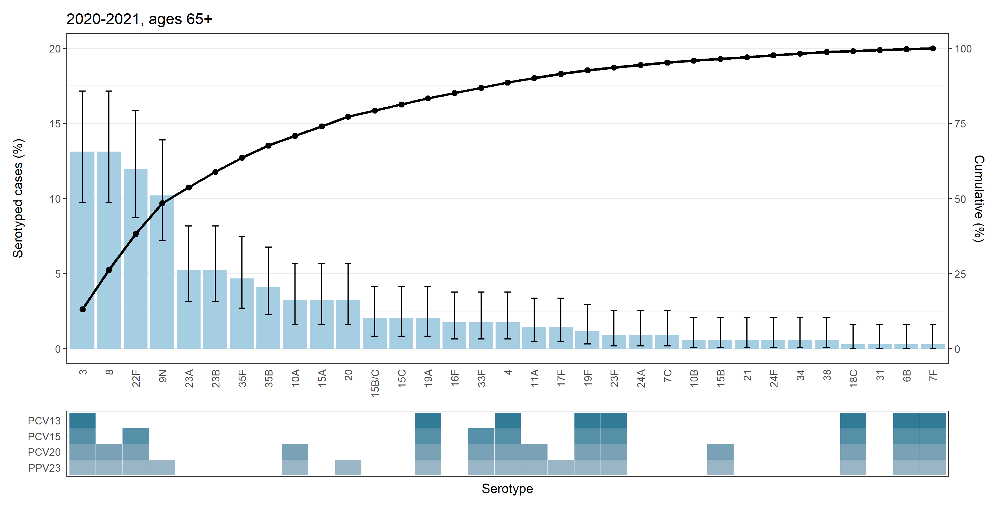 2020-2021, ages 65+
Serotyped cases (%)
20
15
10
5
0
100
75
50
25
0
Cumulative (%)
3 8 22F 9N 23A 23B 35F 35B 10A 15A 20 15B/C 15C 19A 16F 33F 4 11A 17F 19F 23F 24A 7C 10B 15B 21 24F 34 38 18C 31 6B 7F
PCV13
PCV15
PCV20
PPV23
Serotype